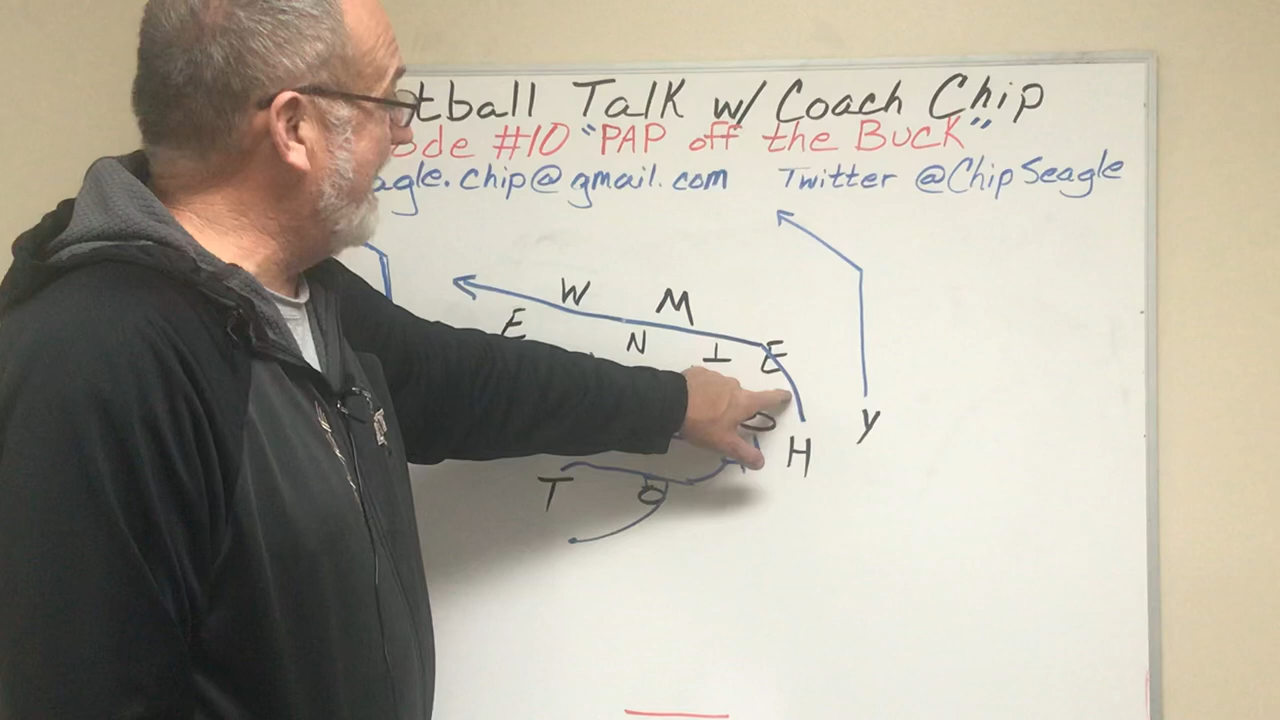 tball Talk w/ Coach Chip
ode #10 "PAP off the Buck"
agle.chip@gmail.com Twitter @ChipSeagle
W M
E N T E
y
H
T